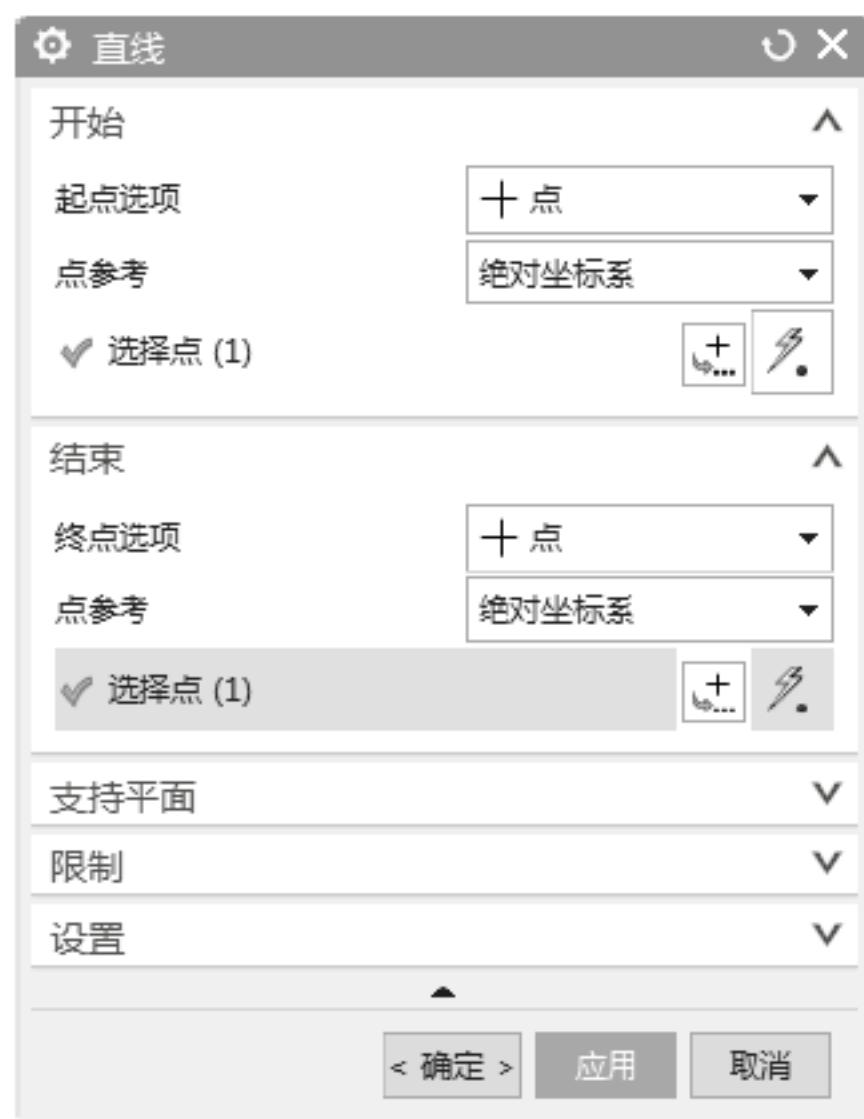 直线
开始
起点选项 点
点参考 绝对坐标系
选择点 (1)
结束
终点选项 点
点参考 绝对坐标系
选择点 (1)
支持平面
限制
设置
< 确定 > 应用 取消